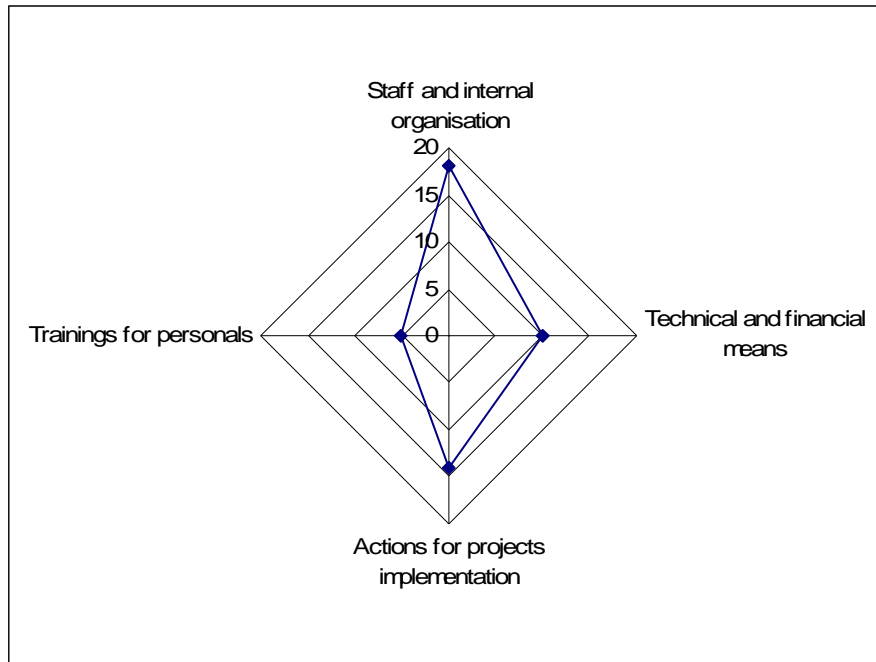 Staff and internal
organisation
20
15
10
5
0
Trainings for personals
Technical and financial
means
Actions for projects
implementation